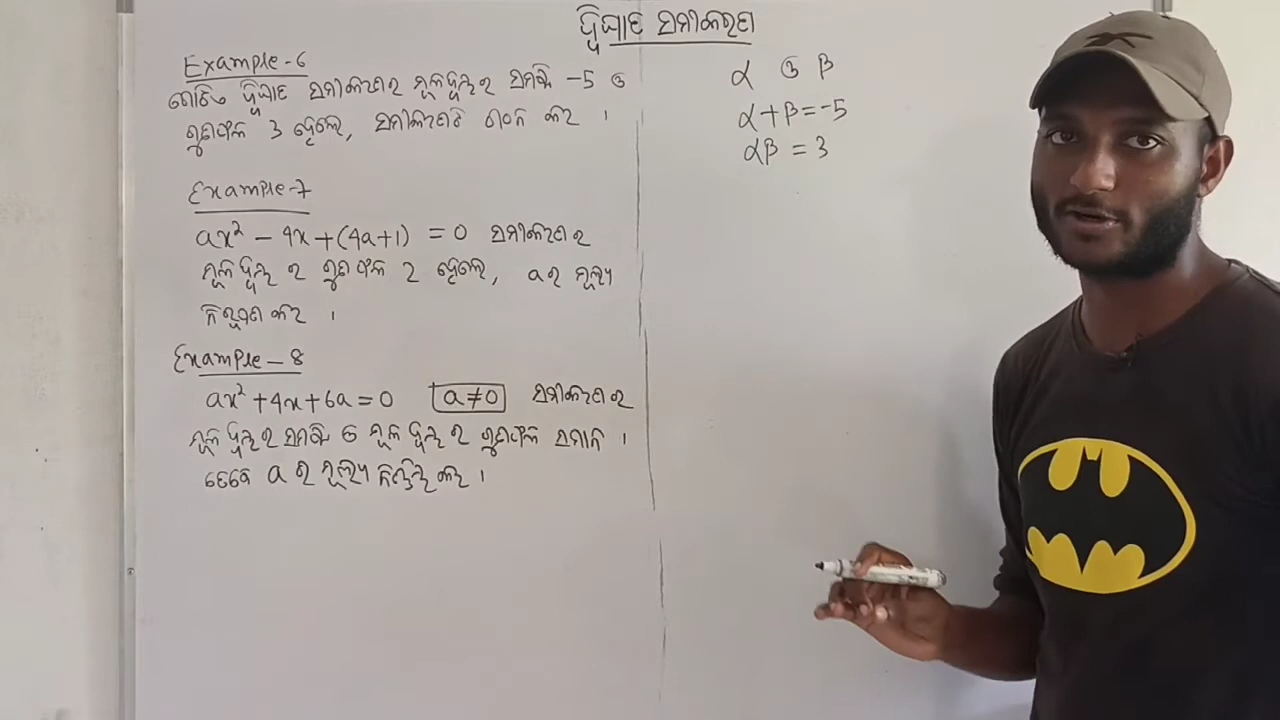 ଦ୍ୱିଘାତ ସମୀକରଣ
Example-6
ଗୋଟିଏ ଦ୍ୱିଘାତ ସମୀକରଣର ମୂଳଦ୍ୱୟର ସମଷ୍ଟି -5 ଓ
ଗୁଣଫଳ 3 ହେଲେ, ସମୀକରଣଟି ଗଠନ କର ।
Example-7
ax² - 4x + (4a+1) = 0 ସମୀକରଣର
ମୂଳଦ୍ୱୟ ର ଗୁଣଫଳ ୨ ହେଲେ, a ର ମୂଲ୍ୟ
ନିରୂପଣ କର ।
Example-8
ax² + 4x + 6a = 0 a ≠ 0 ସମୀକରଣର
ମୂଳଦ୍ୱୟର ସମଷ୍ଟି ଓ ମୂଳଦ୍ୱୟର ଗୁଣଫଳ ସମାନ ।
ତେବେ a ର ମୂଲ୍ୟ ନିର୍ଣ୍ଣୟ କର ।
α ଓ β
α + β = -5
αβ = 3